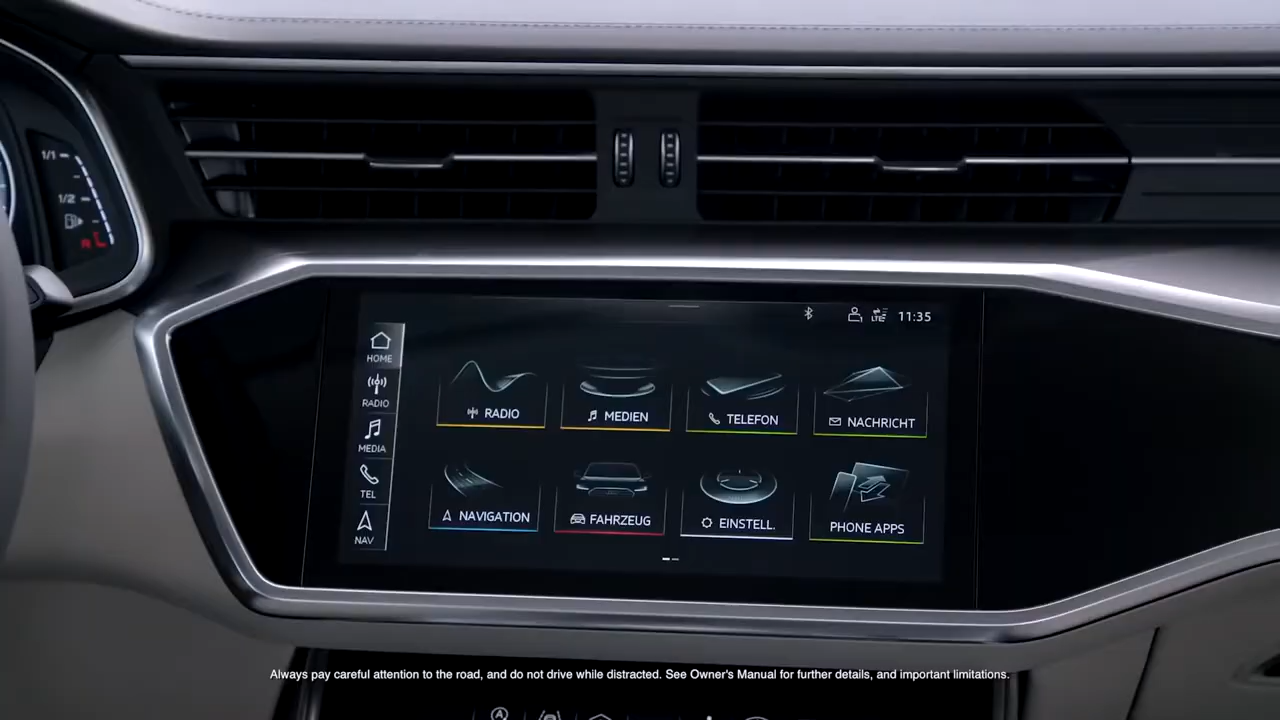 1/1
1/2
R
11:35
LTE
HOME
RADIO
MEDIA
TEL
NAV
RADIO
MEDIEN
TELEFON
NACHRICHT
NAVIGATION
FAHRZEUG
EINSTELL.
PHONE APPS
Always pay careful attention to the road, and do not drive while distracted. See Owner's Manual for further details, and important limitations.
A